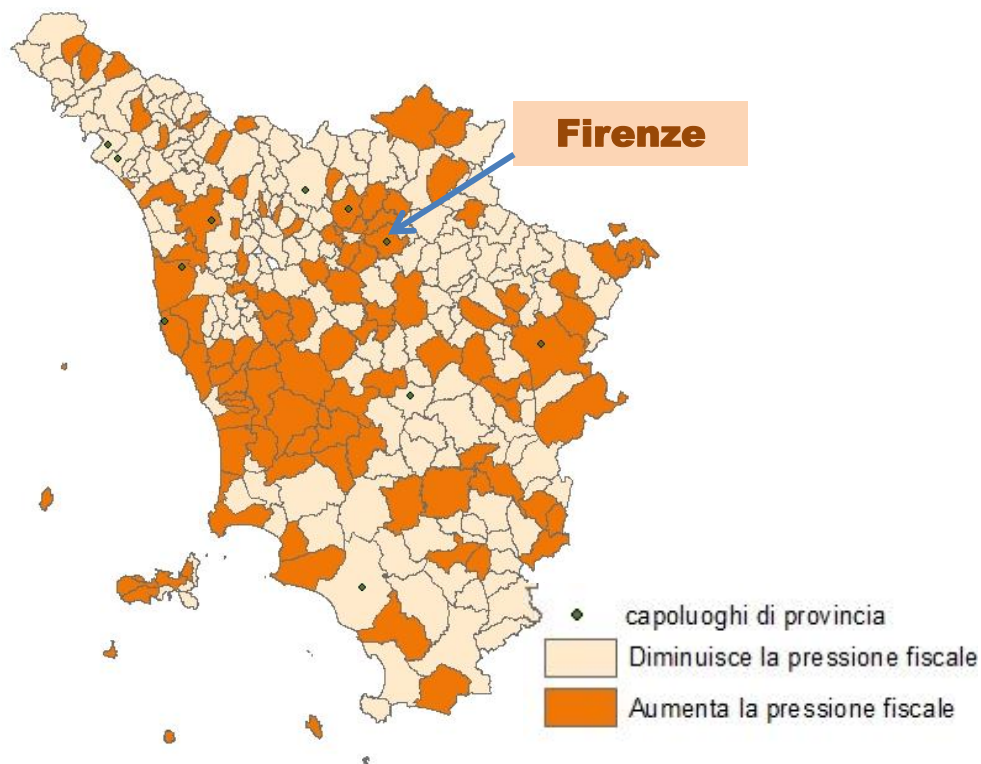 Firenze
capoluoghi di provincia
Diminuisce la pressione fiscale
Aumenta la pressione fiscale